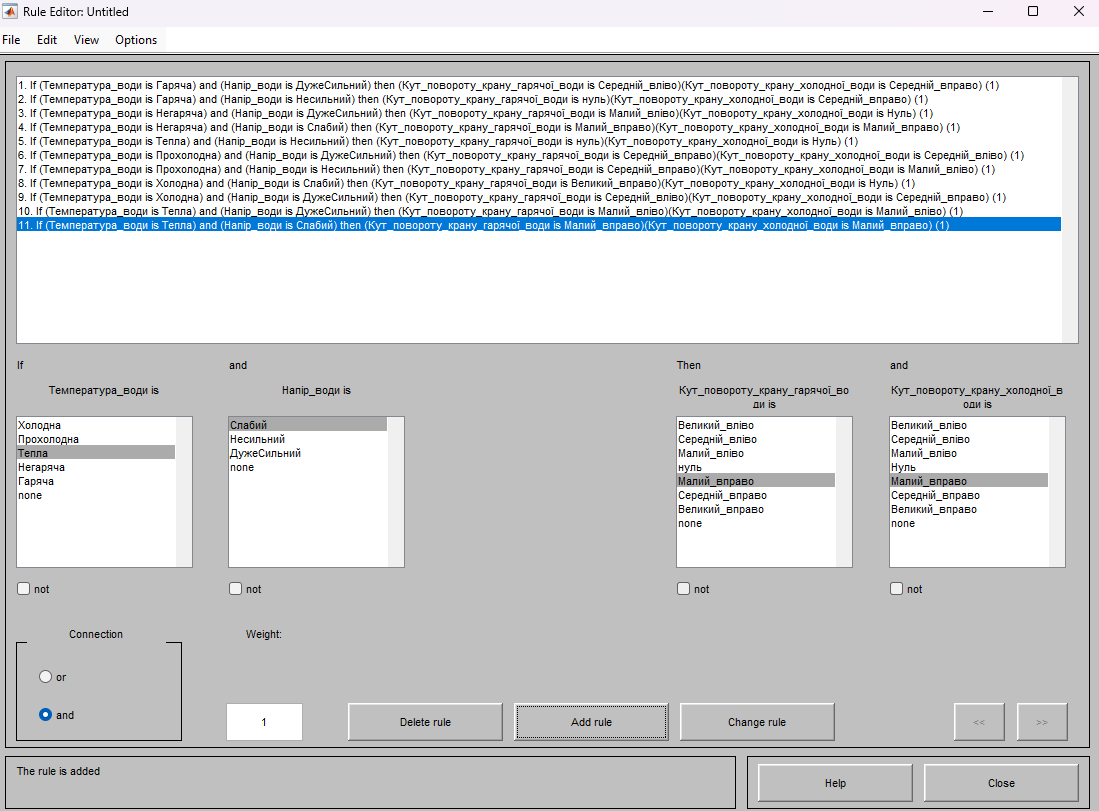 Rule Editor: Untitled
File Edit View Options
1. If (Температура_води is Гаряча) and (Напір_води is ДужеСильний) then (Кут_повороту_крану_гарячої_води is Середній_вліво)(Кут_повороту_крану_холодної_води is Середній_вправо) (1)
2. If (Температура_води is Гаряча) and (Напір_води is Несильний) then (Кут_повороту_крану_гарячої_води is нуль)(Кут_повороту_крану_холодної_води is Середній_вправо) (1)
3. If (Температура_води is Негаряча) and (Напір_води is ДужеСильний) then (Кут_повороту_крану_гарячої_води is Малий_вліво)(Кут_повороту_крану_холодної_води is Нуль) (1)
4. If (Температура_води is Негаряча) and (Напір_води is Слабий) then (Кут_повороту_крану_гарячої_води is Малий_вправо)(Кут_повороту_крану_холодної_води is Малий_вправо) (1)
5. If (Температура_води is Тепла) and (Напір_води is Несильний) then (Кут_повороту_крану_гарячої_води is нуль)(Кут_повороту_крану_холодної_води is Нуль) (1)
6. If (Температура_води is Прохолодна) and (Напір_води is ДужеСильний) then (Кут_повороту_крану_гарячої_води is Середній_вправо)(Кут_повороту_крану_холодної_води is Середній_вліво) (1)
7. If (Температура_води is Прохолодна) and (Напір_води is Несильний) then (Кут_повороту_крану_гарячої_води is Середній_вправо)(Кут_повороту_крану_холодної_води is Малий_вліво) (1)
8. If (Температура_води is Холодна) and (Напір_води is Слабий) then (Кут_повороту_крану_гарячої_води is Великий_вправо)(Кут_повороту_крану_холодної_води is Нуль) (1)
9. If (Температура_води is Холодна) and (Напір_води is ДужеСильний) then (Кут_повороту_крану_гарячої_води is Середній_вліво)(Кут_повороту_крану_холодної_води is Середній_вправо) (1)
10. If (Температура_води is Тепла) and (Напір_води is ДужеСильний) then (Кут_повороту_крану_гарячої_води is Малий_вліво)(Кут_повороту_крану_холодної_води is Малий_вліво) (1)
11. If (Температура_води is Тепла) and (Напір_води is Слабий) then (Кут_повороту_крану_гарячої_води is Малий_вправо)(Кут_повороту_крану_холодної_води is Малий_вправо) (1)
If
Температура_води is
Холодна
Прохолодна
Тепла
Негаряча
Гаряча
none
not
and
Напір_води is
Слабий
Несильний
ДужеСильний
none
not
Then
Кут_повороту_крану_гарячої_во
ди is
Великий_вліво
Середній_вліво
Малий_вліво
нуль
Малий_вправо
Середній_вправо
Великий_вправо
none
not
and
Кут_повороту_крану_холодної_в
оди is
Великий_вліво
Середній_вліво
Малий_вліво
Нуль
Малий_вправо
Середній_вправо
Великий_вправо
none
not
Connection
or
and
Weight:
1
Delete rule
Add rule
Change rule
<<
>>
The rule is added
Help
Close